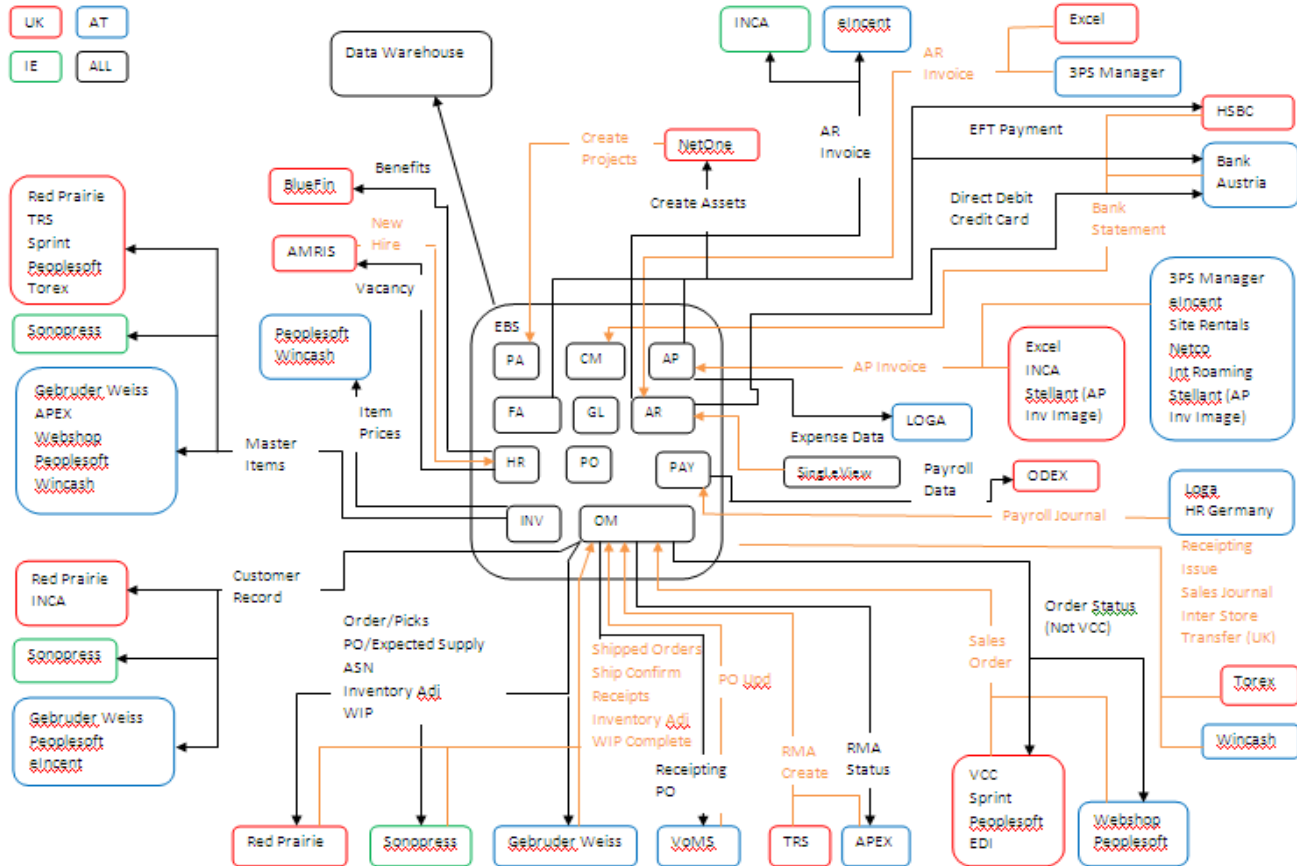 UK
AT
IE
ALL
Data Warehouse
INCA
eIncent
Excel
AR
Invoice
3PS Manager
HSBC
EFT Payment
AR
Invoice
Create
Projects
NetOne
Bank
Austria
Benefits
BlueFin
Create Assets
Direct Debit
Credit Card
Bank
Statement
Red Prairie
TRS
Sprint
Peoplesoft
Torex
New
Hire
AMRIS
Vacancy
3PS Manager
eIncent
Site Rentals
Netco
Int Roaming
Stellant (AP
Inv Image)
Sonopress
Peoplesoft
Wincash
EBS
PA
CM
AP
AP Invoice
Excel
INCA
Stellant (AP
Inv Image)
Gebruder Weiss
APEX
Webshop
Peoplesoft
Wincash
Item
Prices
FA
GL
AR
LOGA
Expense Data
Master
Items
HR
PO
PAY
SingleView
Payroll
Data
ODEX
Loga
HR Germany
Payroll Journal
INV
OM
Receipting
Issue
Sales Journal
Inter Store
Transfer (UK)
Red Prairie
INCA
Customer
Record
Order Status
(Not VCC)
Order/Picks
PO/Expected Supply
ASN
Inventory Adj
WIP
Shipped Orders
Ship Confirm
Receipts
Inventory Adj
WIP Complete
PO Upd
Sales
Order
Sonopress
Torex
Gebruder Weiss
Peoplesoft
eIncent
Wincash
Receipting
PO
RMA
Create
RMA
Status
VCC
Sprint
Peoplesoft
EDI
Webshop
Peoplesoft
Red Prairie
Sonopress
Gebruder Weiss
VoMS
TRS
APEX